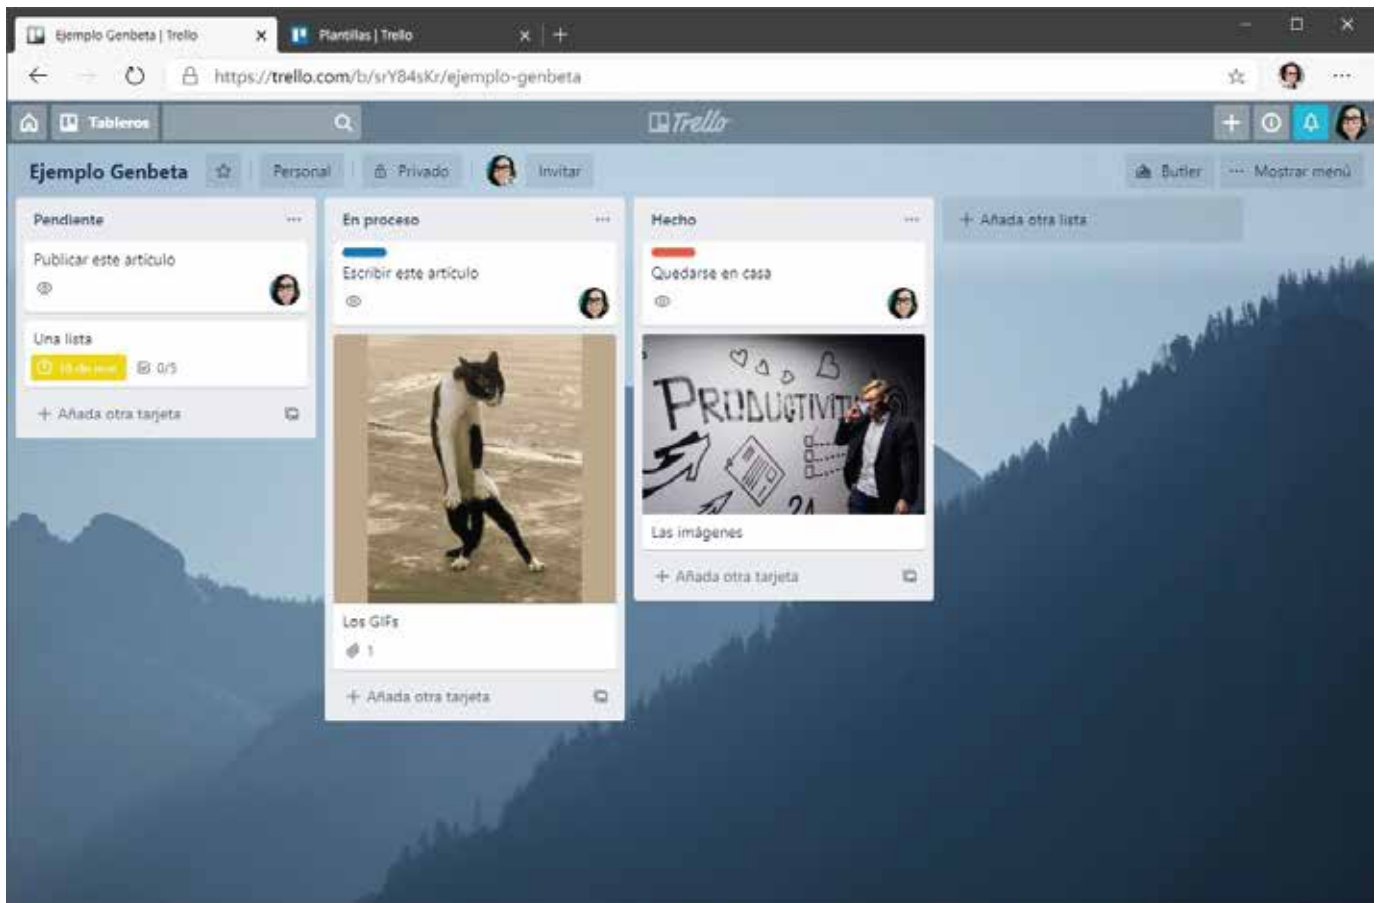 Ejemplo Genbeta | Trello
Plantillas | Trello
https://trello.com/b/srY84sKr/ejemplo-genbeta
Tableros
Trello
Ejemplo Genbeta
Personal
Privado
Invitar
Butler
Mostrar menú
Pendiente
Publicar este artículo
Una lista
0/5
+ Añada otra tarjeta
En proceso
Escribir este artículo
Los GIFs
1
+ Añada otra tarjeta
Hecho
Quedarse en casa
PRODUCTIVIT
24
Las imágenes
+ Añada otra tarjeta
+ Añada otra lista